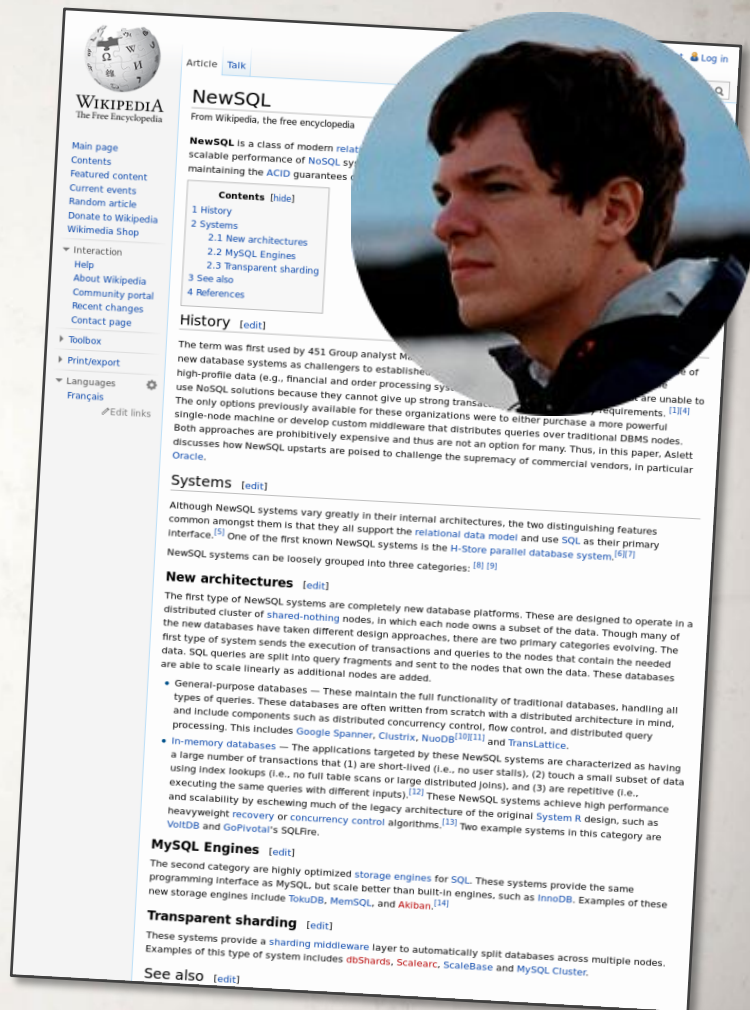 WIKIPEDIA
The Free Encyclopedia
Main page
Contents
Featured content
Current events
Random article
Donate to Wikipedia
Wikimedia Shop
Interaction
Help
About Wikipedia
Community portal
Recent changes
Contact page
Toolbox
Print/export
Languages
Français
Edit links
Log in
Article Talk
NewSQL
From Wikipedia, the free encyclopedia
NewSQL is a class of modern
scalable performance of NoSQL
maintaining the ACID guarantees
Contents [hide]
1 History
2 Systems
2.1 New architectures
2.2 MySQL Engines
2.3 Transparent sharding
3 See also
4 References
History [edit]
The term was first used by 451 Group analyst of
new database systems as challengers to established
high-profile data (e.g., financial and order processing are unable to
use NoSQL solutions because they cannot give up strong requirements. [1][4]
The only options previously available for these organizations were to either purchase a more powerful
single-node machine or develop custom middleware that distributes queries over traditional DBMS nodes.
Both approaches are prohibitively expensive and thus are not an option for many. Thus, in this paper, Aslett
discusses how NewSQL upstarts are poised to challenge the supremacy of commercial vendors, in particular
Oracle.
Systems [edit]
Although NewSQL systems vary greatly in their internal architectures, the two distinguishing features
common amongst them is that they all support the relational data model and use SQL as their primary
interface.[5] One of the first known NewSQL systems is the H-Store parallel database system.[6][7]
NewSQL systems can be loosely grouped into three categories: [8] [9]
New architectures [edit]
The first type of NewSQL systems are completely new database platforms. These are designed to operate in a
distributed cluster of shared-nothing nodes, in which each node owns a subset of the data. Though many of
the new databases have taken different design approaches, there are two primary categories evolving. The
first type of system sends the execution of transactions and queries to the nodes that contain the needed
data. SQL queries are split into query fragments and sent to the nodes that own the data. These databases
are able to scale linearly as additional nodes are added.
• General-purpose databases — These maintain the full functionality of traditional databases, handling all
types of queries. These databases are often written from scratch with a distributed architecture in mind,
and include components such as distributed concurrency control, flow control, and distributed query
processing. This includes Google Spanner, Clustrix, NuoDB[10][11] and TransLattice.
• In-memory databases — The applications targeted by these NewSQL systems are characterized as having
a large number of transactions that (1) are short-lived (i.e., no user stalls), (2) touch a small subset of data
using index lookups (i.e., no full table scans or large distributed joins), and (3) are repetitive (i.e.,
executing the same queries with different inputs).[12] These NewSQL systems achieve high performance
and scalability by eschewing much of the legacy architecture of the original System R design, such as
heavyweight recovery or concurrency control algorithms.[13] Two example systems in this category are
VoltDB and GoPivotal's SQLFire.
MySQL Engines [edit]
The second category are highly optimized storage engines for SQL. These systems provide the same
programming interface as MySQL, but scale better than built-in engines, such as InnoDB. Examples of these
new storage engines include TokuDB, MemSQL, and Akiban.[14]
Transparent sharding [edit]
These systems provide a sharding middleware layer to automatically split databases across multiple nodes.
Examples of this type of system includes dbShards, Scalearc, ScaleBase and MySQL Cluster.
See also [edit]